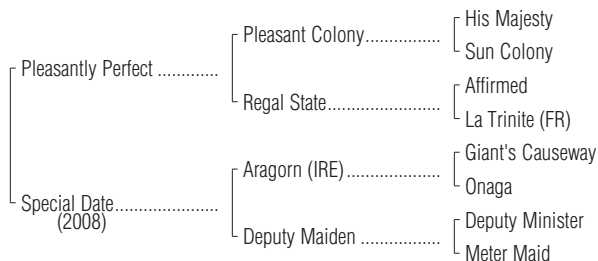 His Majesty
Pleasant Colony.................
Sun Colony
Pleasantly Perfect .............
Affirmed
Regal State.........................
La Trinite (FR)
Giant's Causeway
Aragorn (IRE).....................
Onaga
Special Date......................
(2008)
Deputy Minister
Deputy Maiden ..................
Meter Maid